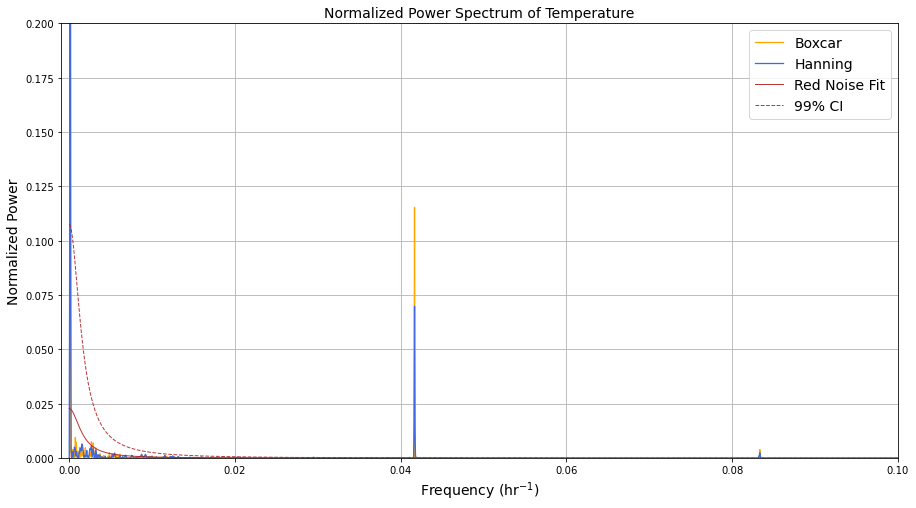 Normalized Power Spectrum of Temperature
0.200
0.175
0.150
0.125
0.100
0.075
0.050
0.025
0.000
Normalized Power
Boxcar
Hanning
Red Noise Fit
99% CI
0.00 0.02 0.04 0.06 0.08 0.10
Frequency (hr⁻¹)